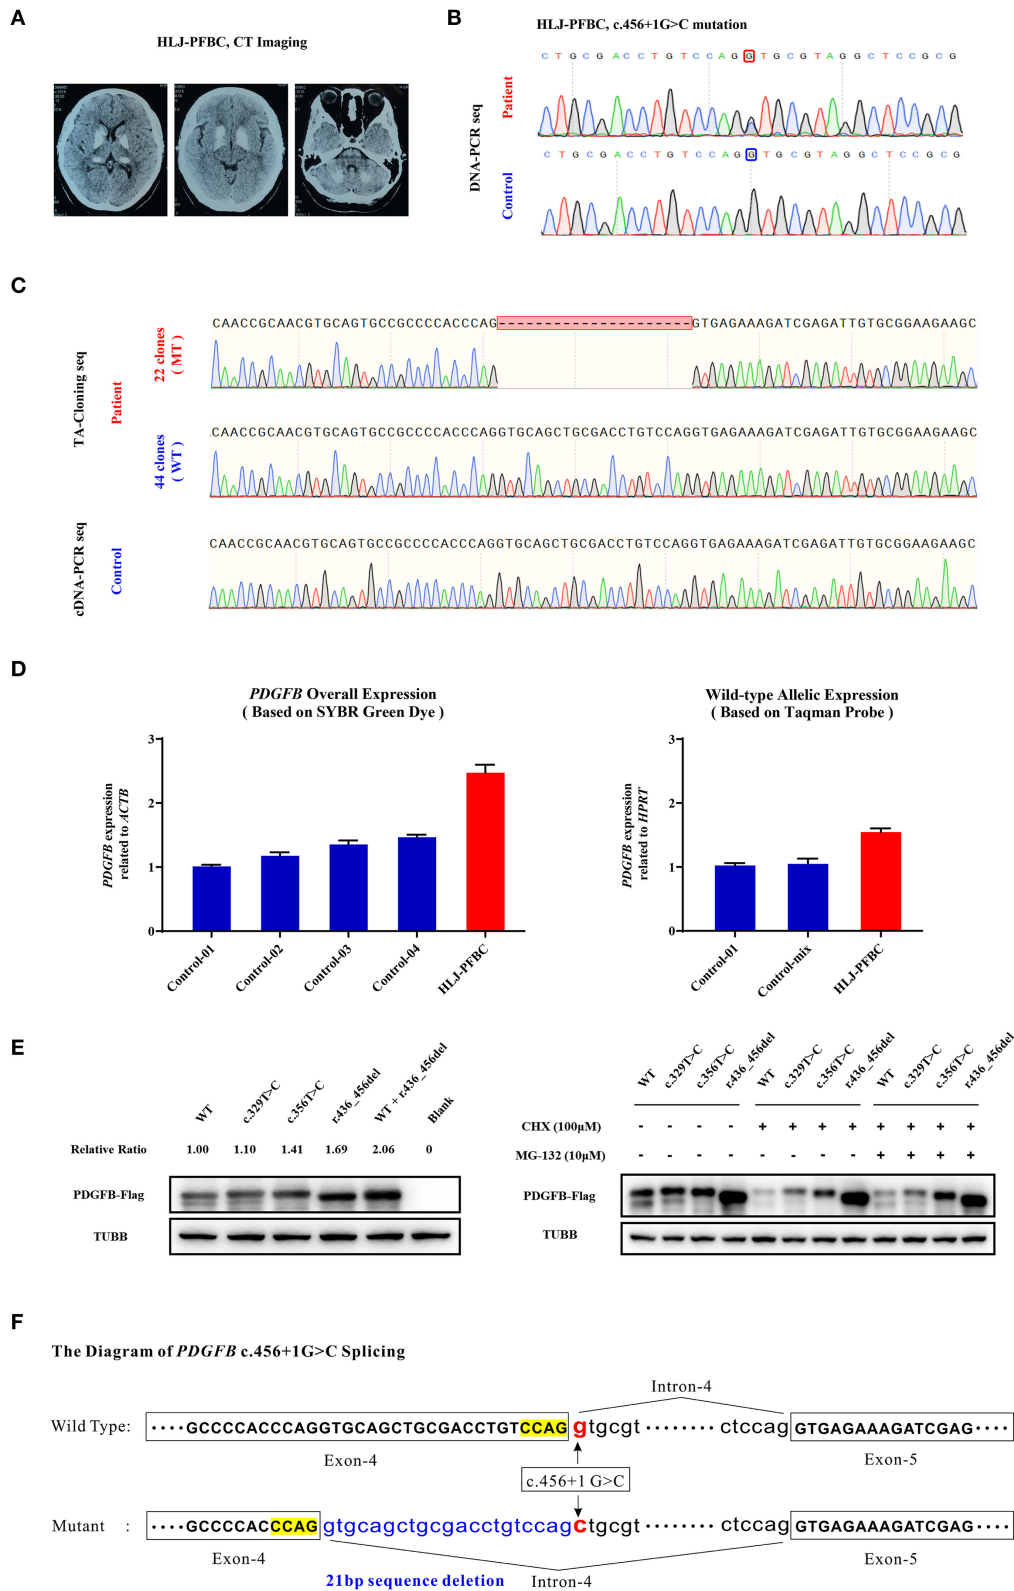 A
HLJ-PFBC, CT Imaging
B
HLJ-PFBC, c.456+1G>C mutation
DNA-PCR seq
Patient
CTGCGACCTGTCCAGGTGCGTAGGCTCCGCG
Control
CTGCGACCTGTCCAGGTGCGTAGGCTCCGCG
C
TA-Cloning seq
Patient
22 clones
( MT )
CAACCGCAACGTGCAGTGCCGCCCCACCCAG---------------------GTGAGAAAGATCGAGATTGTGCGGAAGAAGC
44 clones
( WT )
.CAACCGCAACGTGCAGTGCCGCCCCACCCAGGTGCAGCTGCGACCTGTCCAGGTGAGAAAGATCGAGATTGTGCGGAAGAAGC
cDNA-PCR seq
Control
CAACCGCAACGTGCAGTGCCGCCCCACCCAGGTGCAGCTGCGACCTGTCCAGGTGAGAAAGATCGAGATTGTGCGGAAGAAGC
D
PDGFB Overall Expression
( Based on SYBR Green Dye )
PDGFB expression
related to ACTB
3
2
1
0
Control-01
Control-02
Control-03
Control-04
HLJ-PFBC
Wild-type Allelic Expression
( Based on Taqman Probe )
PDGFB expression
related to HPRT
3
2
1
0
Control-01
Control-mix
HLJ-PFBC
E
WT c.329T>C c.356T>C r.436_456del WT + r.436_456del Blank
Relative Ratio 1.00 1.10 1.41 1.69 2.06 0
PDGFB-Flag
TUBB
WT c.329T>C c.356T>C r.436_456del WT c.329T>C c.356T>C r.436_456del WT c.329T>C c.356T>C r.436_456del
CHX (100μM) - - - - + + + + + + + +
MG-132 (10μM) - - - - - - - - + + + +
PDGFB-Flag
TUBB
F
The Diagram of PDGFB c.456+1G>C Splicing
Intron-4
Wild Type: ····GCCCCACCCAGGTGCAGCTGCGACCTGTCCAG gtgcgt········ctccag GTGAGAAAGATCGAG····
Exon-4
Exon-5
c.456+1 G>C
Mutant : ····GCCCCACCCAG gtgcagctgcgacctgtccagctgcgt········ctccag GTGAGAAAGATCGAG····
Exon-4
Exon-5
21bp sequence deletion
Intron-4